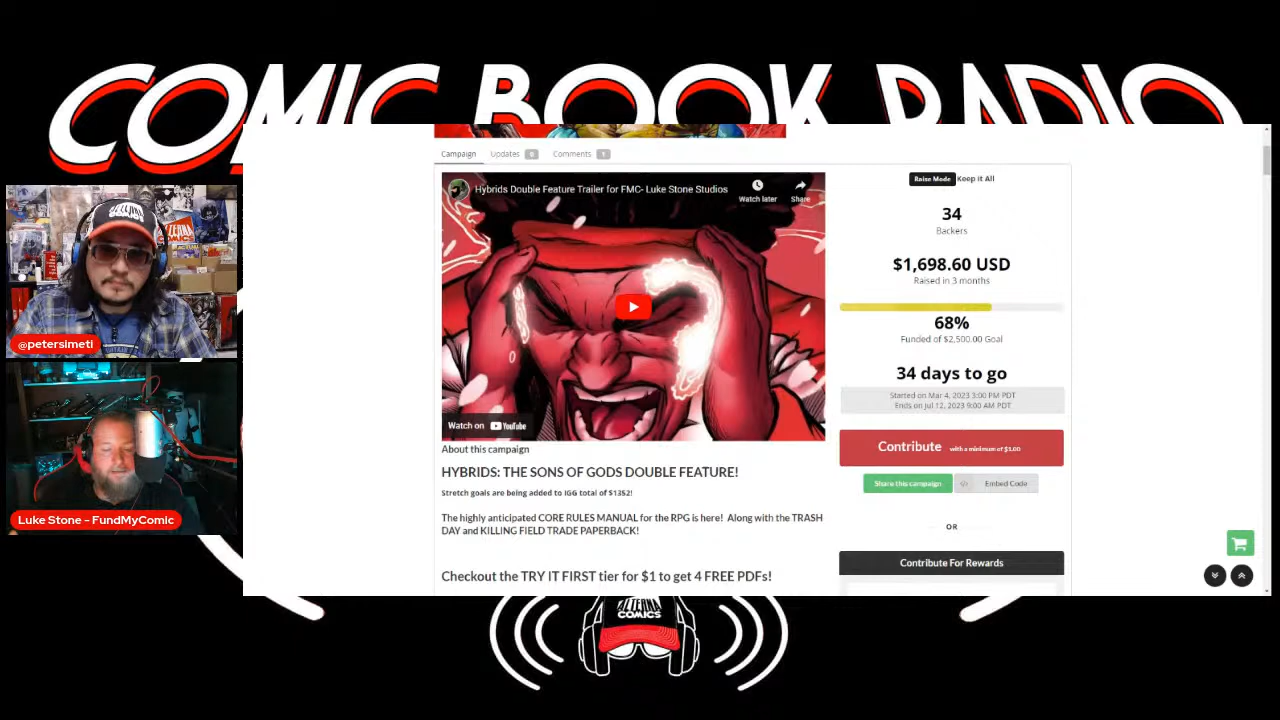 COMIC BOOK RADIO
Campaign
Updates 0
Comments 1
Hybrids Double Feature Trailer for FMC- Luke Stone Studios
Watch later
Share
Watch on YouTube
Raise Mode Keep it All
34
Backers
$1,698.60 USD
Raised in 3 months
68%
Funded of $2,500.00 Goal
34 days to go
Started on Mar 4, 2023 3:00 PM PDT
Ends on Jul 12, 2023 9:00 AM PDT
Contribute with a minimum of $1.00
Share this campaign
</> Embed Code
OR
Contribute For Rewards
About this campaign
HYBRIDS: THE SONS OF GODS DOUBLE FEATURE!
Stretch goals are being added to IGG total of $1352!
The highly anticipated CORE RULES MANUAL for the RPG is here! Along with the TRASH
DAY and KILLING FIELD TRADE PAPERBACK!
Checkout the TRY IT FIRST tier for $1 to get 4 FREE PDFs!
ALTERNA
COMICS
@petersimeti
Luke Stone - FundMyComic
ALTERNA
COMICS